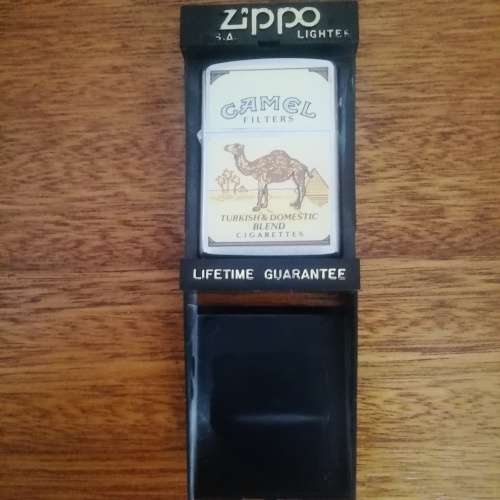 zippo
S.A. LIGHTER
CAMEL
FILTERS
TURKISH & DOMESTIC
BLEND
CIGARETTES
LIFETIME GUARANTEE